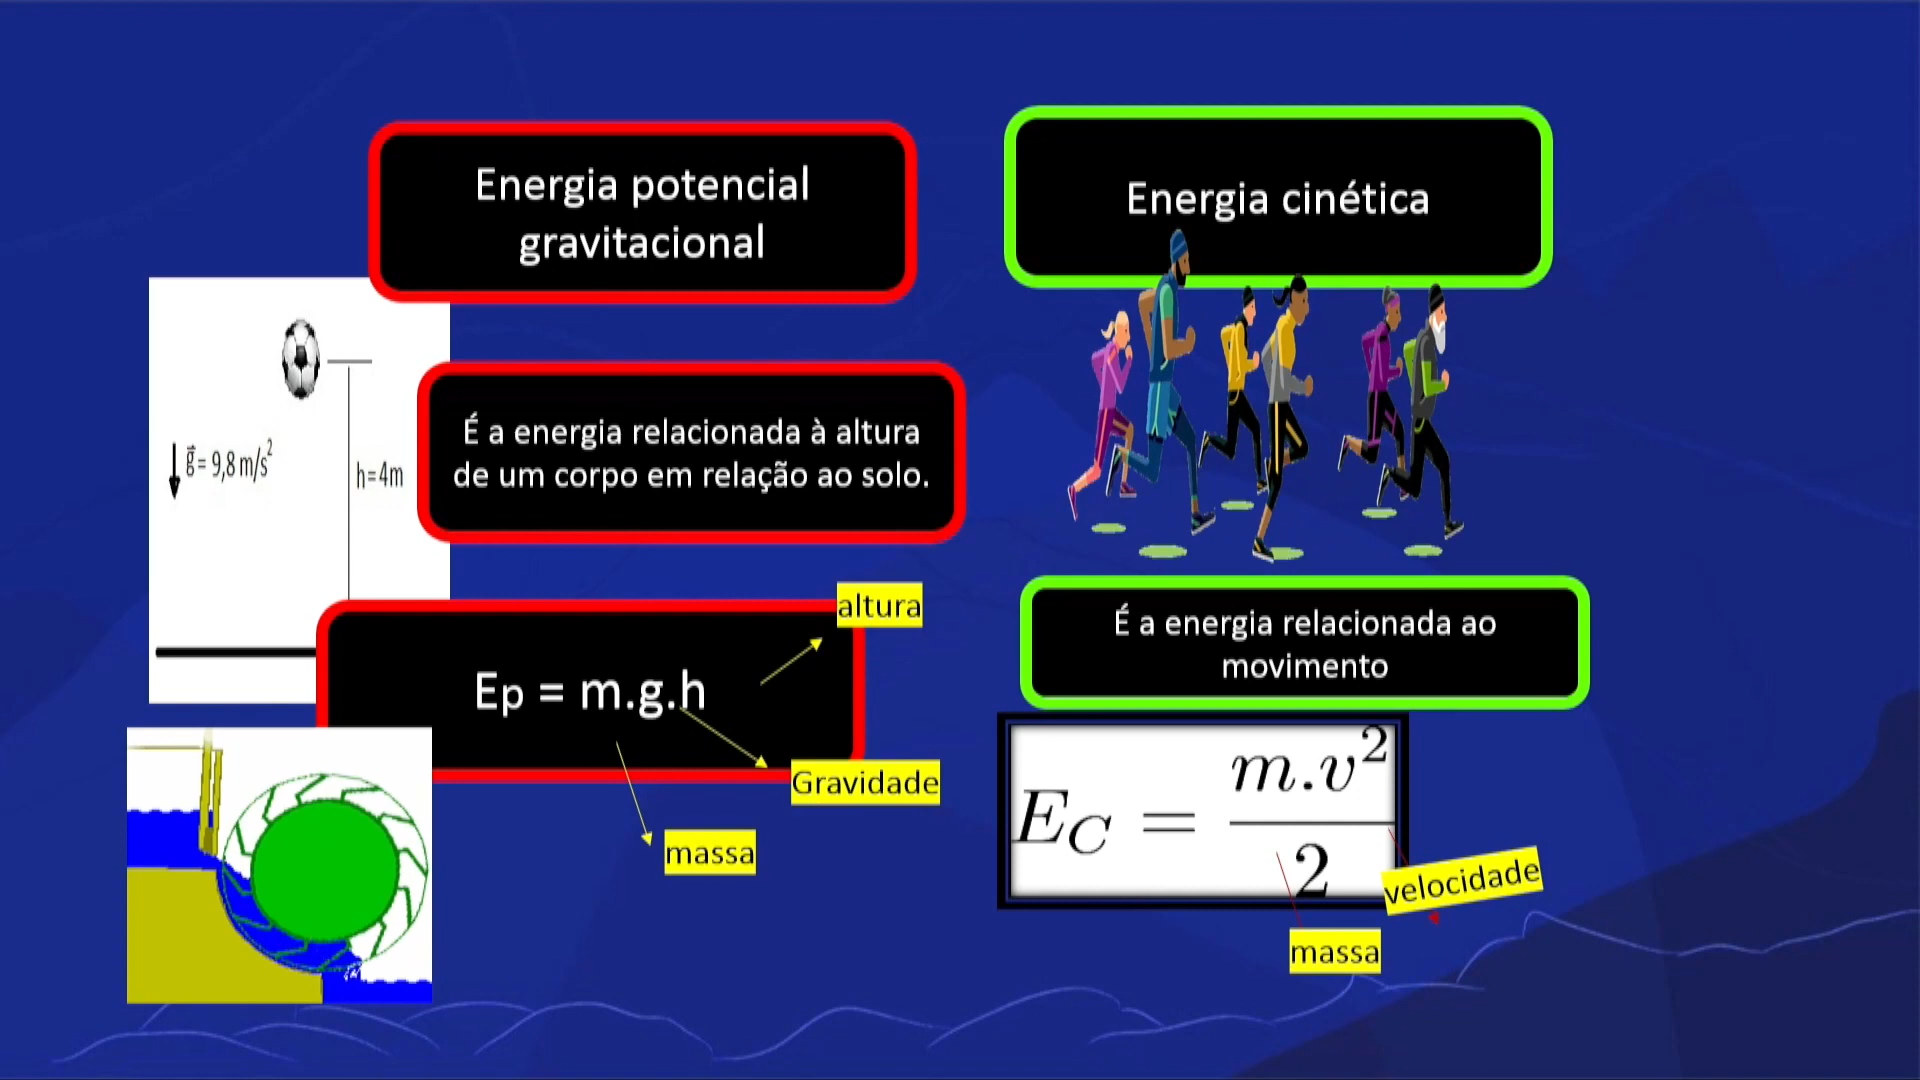 Energia potencial
gravitacional
g⃗= 9,8 m/s²
h=4m
É a energia relacionada à altura
de um corpo em relação ao solo.
altura
Ep = m.g.h
Gravidade
massa
Energia cinética
É a energia relacionada ao
movimento
E_C = m.v² / 2
velocidade
massa